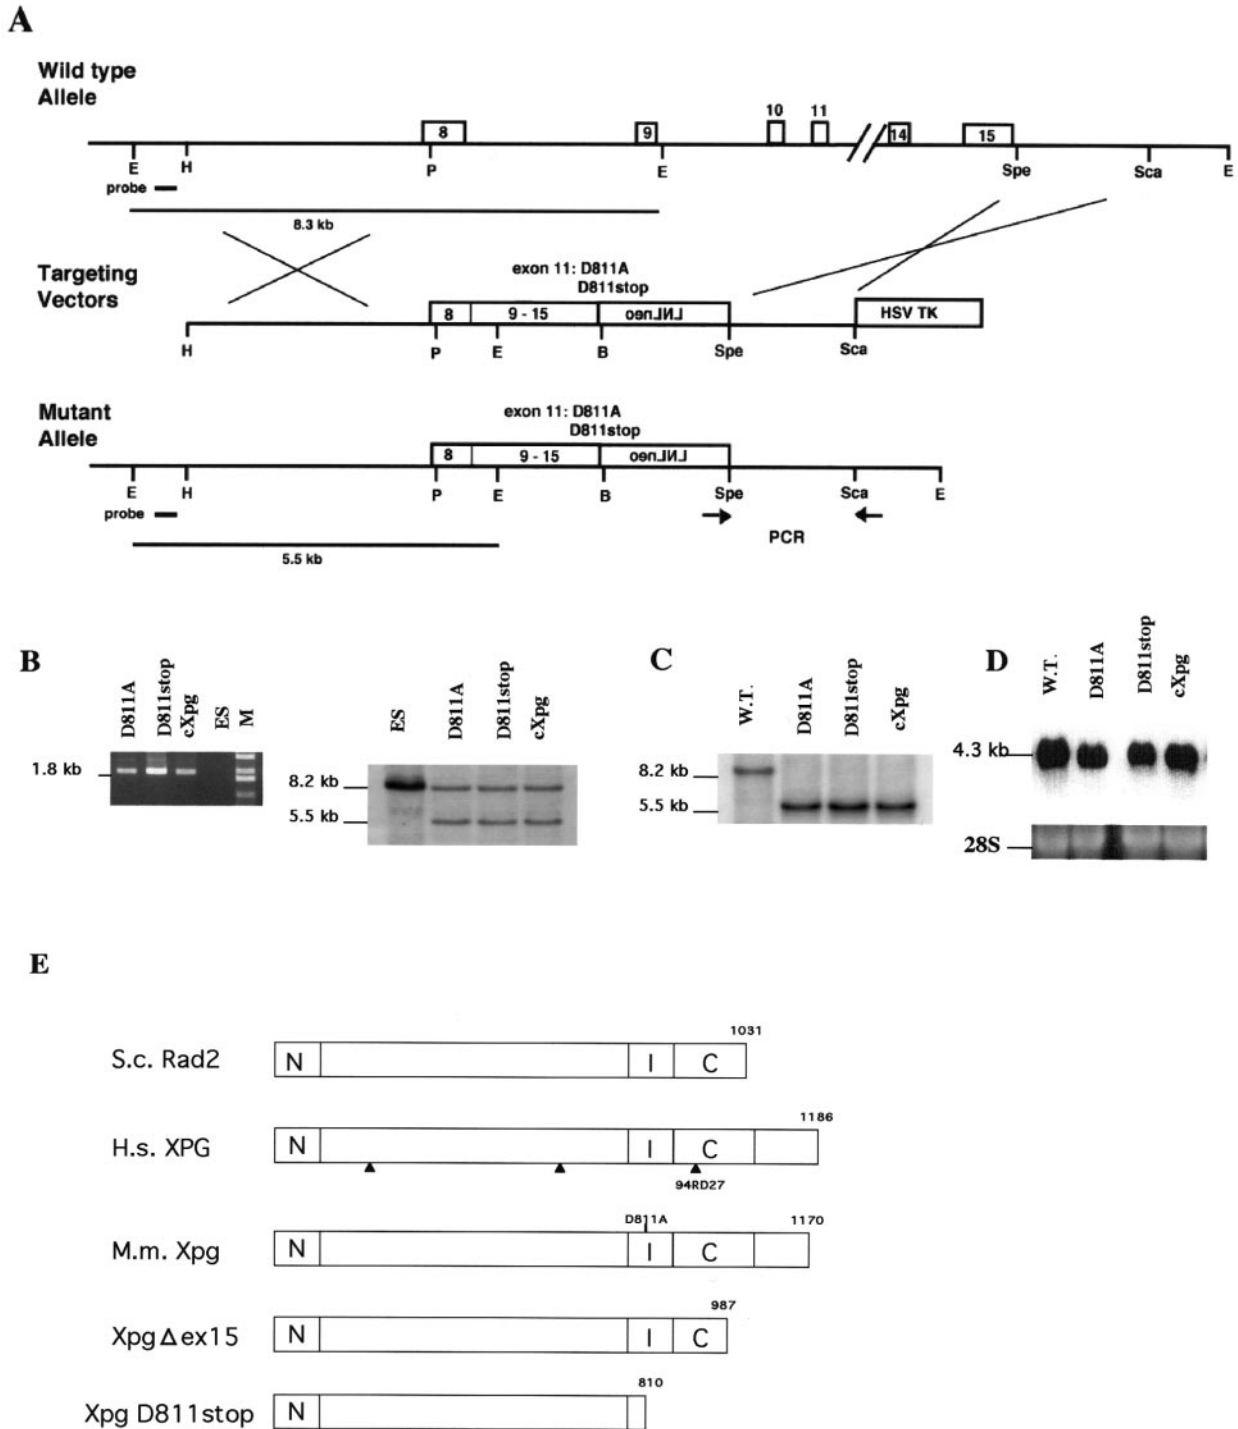 A
Wild type
Allele
8
9
10
11
14
15
E
H
P
E
Spe
Sca
E
probe
8.3 kb
Targeting
Vectors
exon 11: D811A
D811stop
8
9 - 15
LNLneo
HSV TK
H
P
E
B
Spe
Sca
Mutant
Allele
exon 11: D811A
D811stop
8
9 - 15
LNLneo
E
H
P
E
B
Spe
Sca
E
probe
PCR
5.5 kb
B
D811A
D811stop
cXpg
ES
M
1.8 kb
ES
D811A
D811stop
cXpg
8.2 kb
5.5 kb
C
W.T.
D811A
D811stop
cXpg
8.2 kb
5.5 kb
D
W.T.
D811A
D811stop
cXpg
4.3 kb
28S
E
1031
S.c. Rad2
N
I
C
1186
H.s. XPG
N
I
C
94RD27
D811A
1170
M.m. Xpg
N
I
C
987
Xpg Δ ex15
N
I
C
810
Xpg D811stop
N